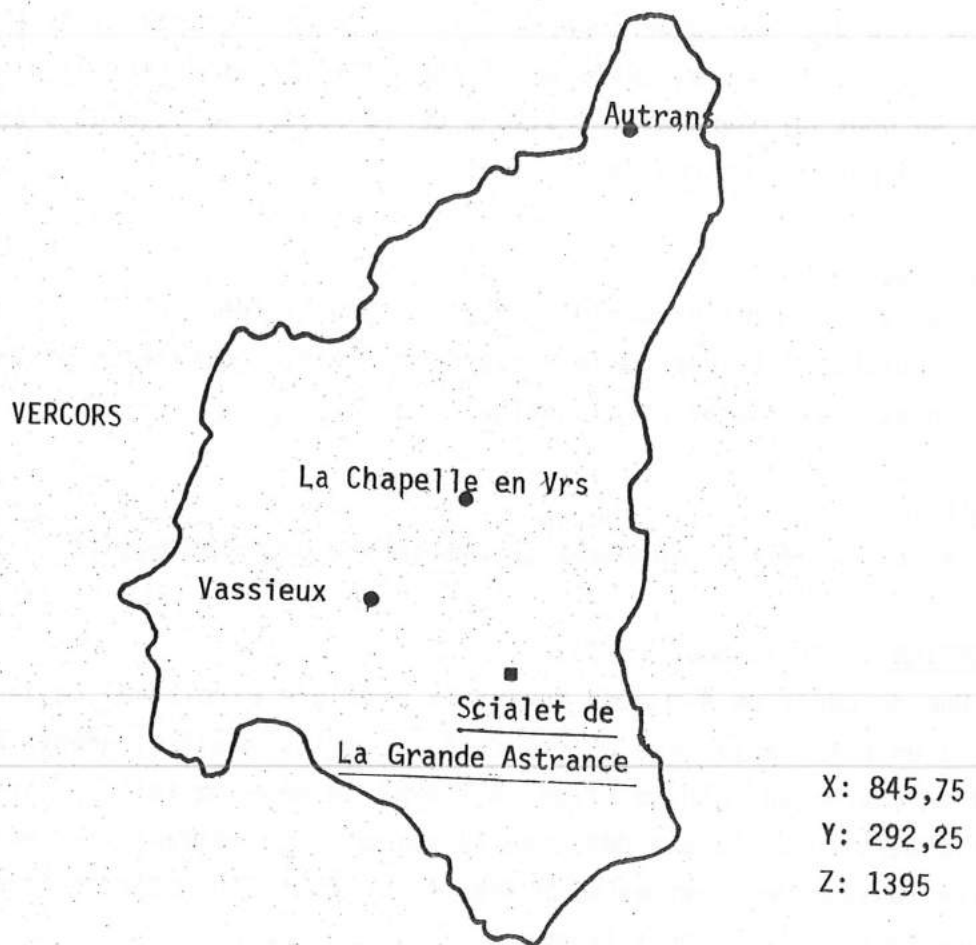 Autrans
VERCORS
La Chapelle en Vrs
Vassieux
Scialet de
La Grande Astrance
X: 845,75
Y: 292,25
Z: 1395